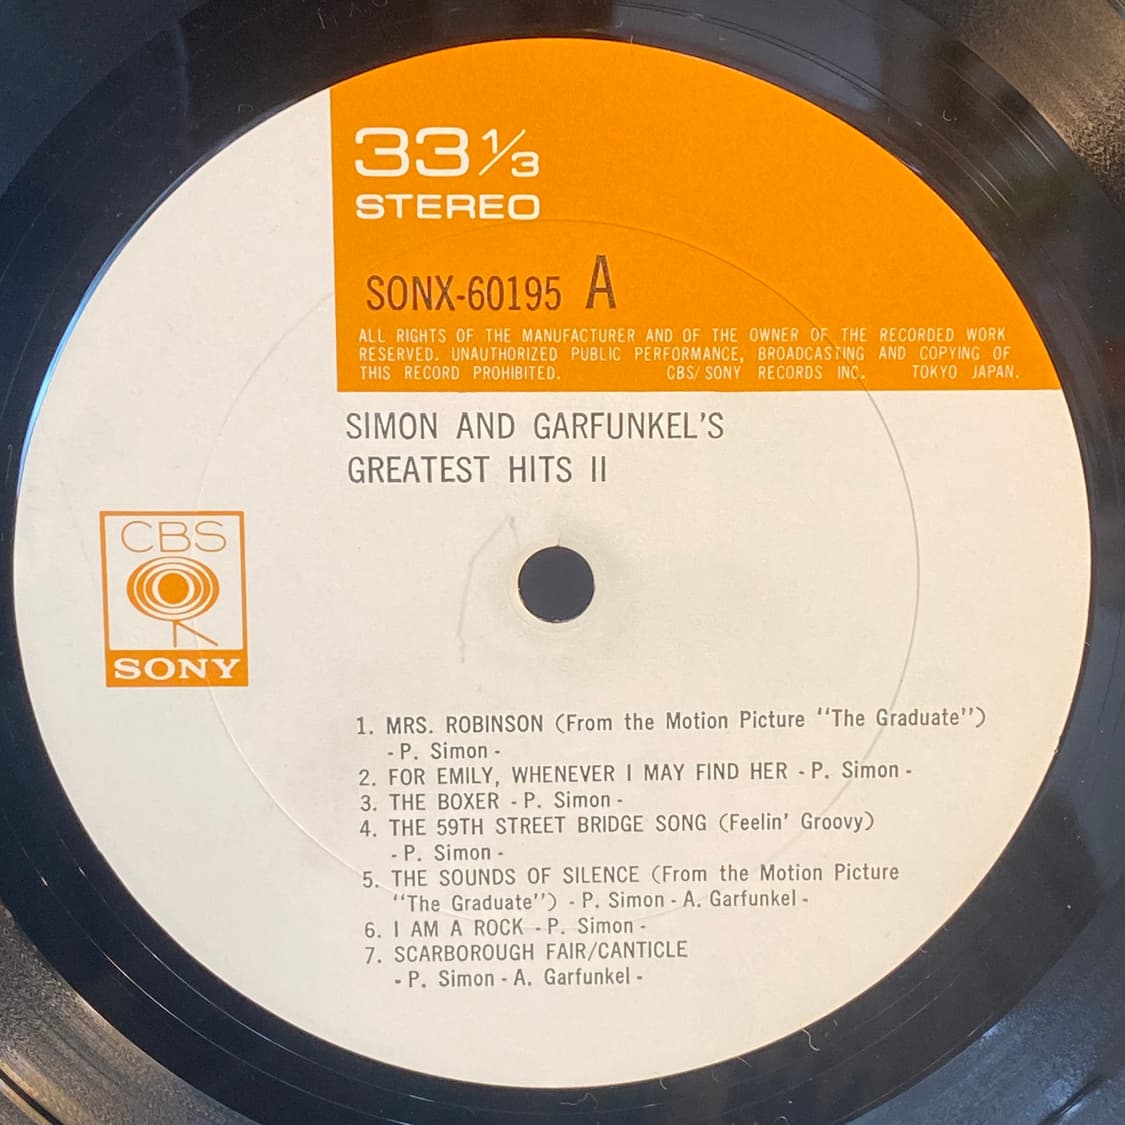 33 1/3
STEREO
SONX-60195 A
ALL RIGHTS OF THE MANUFACTURER AND OF THE OWNER OF THE RECORDED WORK
RESERVED. UNAUTHORIZED PUBLIC PERFORMANCE, BROADCASTING AND COPYING OF
THIS RECORD PROHIBITED. CBS/SONY RECORDS INC. TOKYO JAPAN.
SIMON AND GARFUNKEL'S
GREATEST HITS II
CBS
SONY
1. MRS. ROBINSON (From the Motion Picture "The Graduate")
- P. Simon -
2. FOR EMILY, WHENEVER I MAY FIND HER - P. Simon -
3. THE BOXER - P. Simon -
4. THE 59TH STREET BRIDGE SONG (Feelin' Groovy)
- P. Simon -
5. THE SOUNDS OF SILENCE (From the Motion Picture
"The Graduate") - P. Simon - A. Garfunkel -
6. I AM A ROCK - P. Simon -
7. SCARBOROUGH FAIR/CANTICLE
- P. Simon - A. Garfunkel -